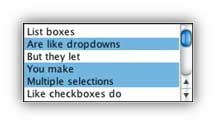 List boxes
Are like dropdowns
But they let
You make
Multiple selections
Like checkboxes do